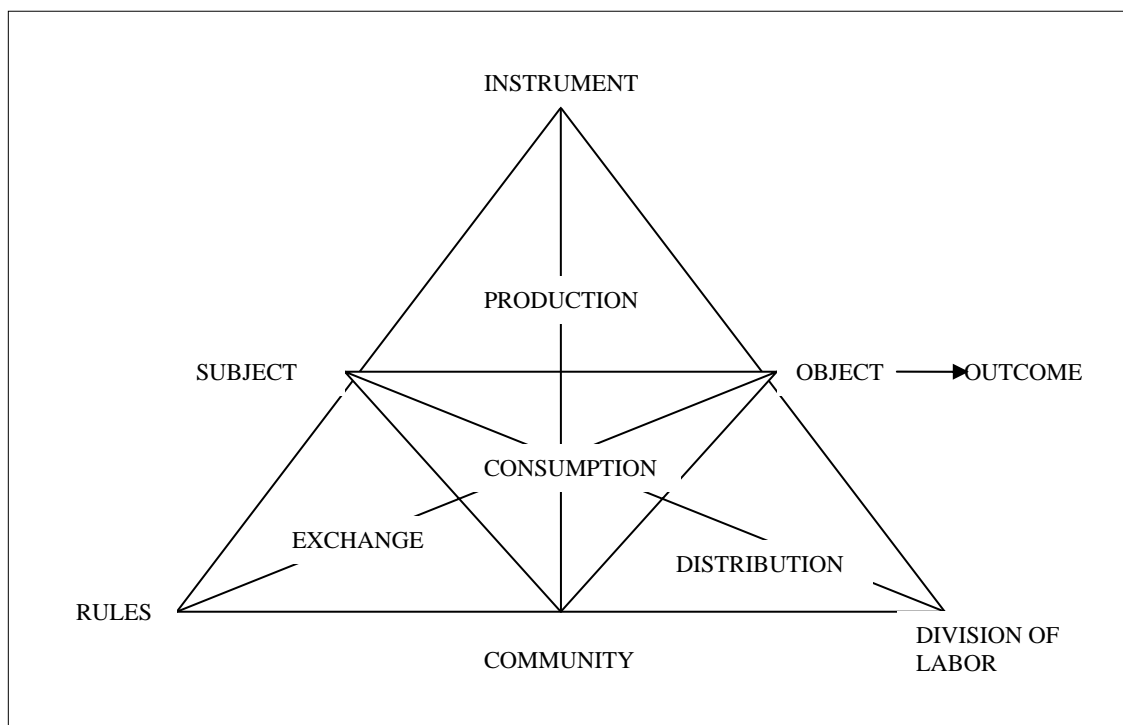 INSTRUMENT
PRODUCTION
SUBJECT
OBJECT
OUTCOME
CONSUMPTION
EXCHANGE
DISTRIBUTION
RULES
COMMUNITY
DIVISION OF
LABOR